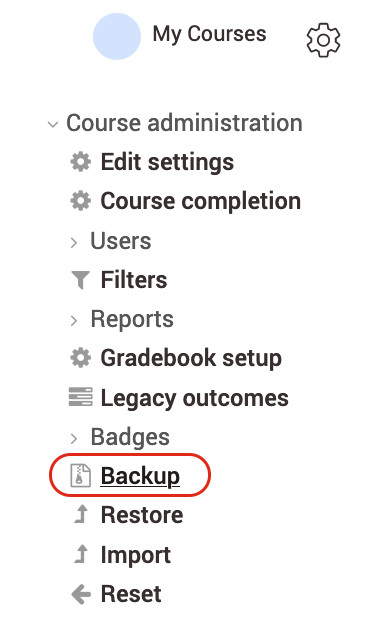 My Courses
Course administration
Edit settings
Course completion
Users
Filters
Reports
Gradebook setup
Legacy outcomes
Badges
Backup
Restore
Import
Reset